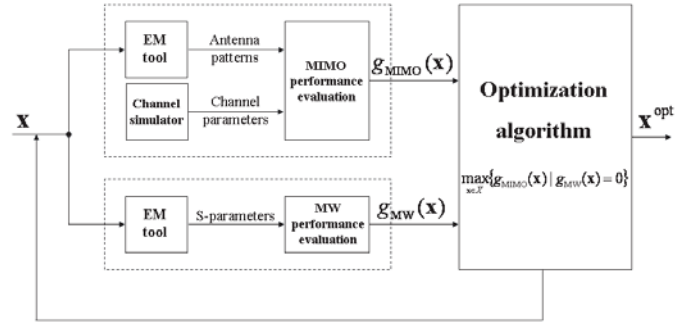 EM
tool
Antenna
patterns
MIMO
performance
evaluation
g_MIMO(x)
Channel
simulator
Channel
parameters
x
Optimization
algorithm
max_{x∈X}{g_MIMO(x) | g_MW(x) = 0}
x^opt
EM
tool
S-parameters
MW
performance
evaluation
g_MW(x)